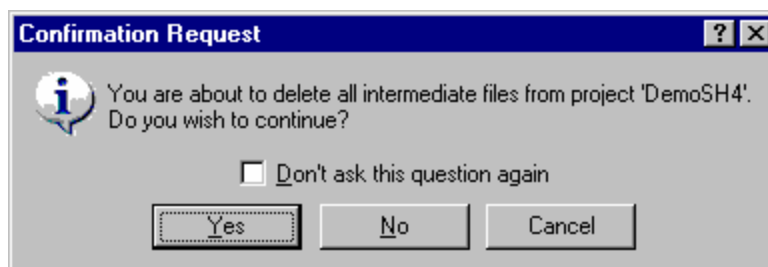 Confirmation Request
You are about to delete all intermediate files from project 'DemoSH4'.
Do you wish to continue?
Don't ask this question again
Yes
No
Cancel